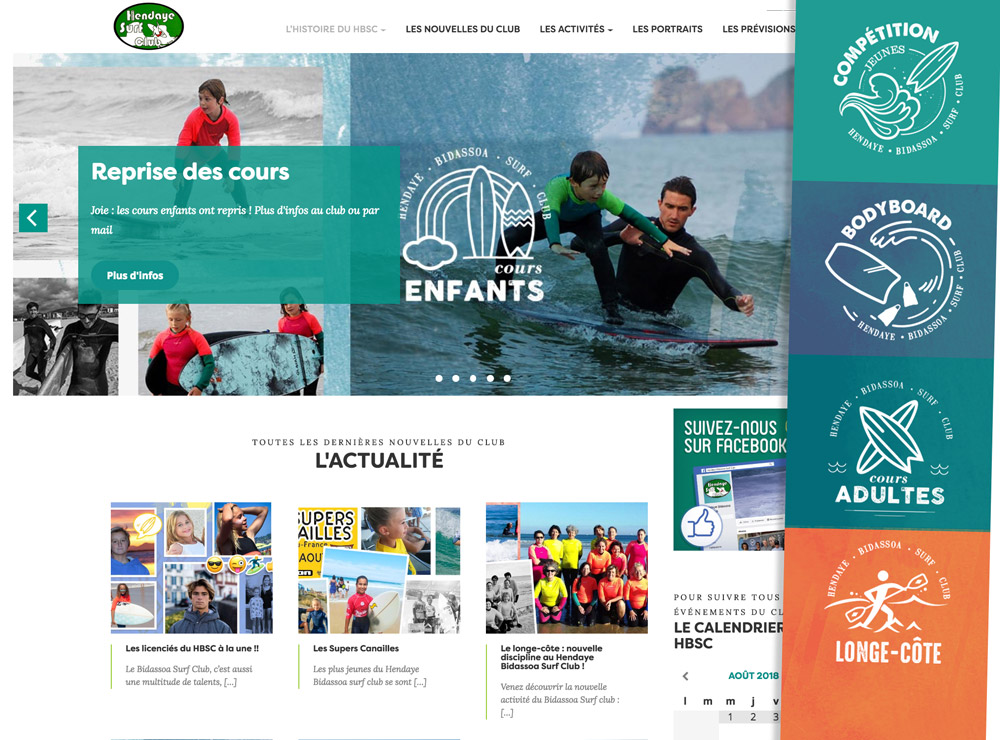 Hendaye
Surf
Club
L'HISTOIRE DU HBSC
LES NOUVELLES DU CLUB
LES ACTIVITÉS
LES PORTRAITS
LES PRÉVISIONS
Reprise des cours
Joie : les cours enfants ont repris ! Plus d'infos au club ou par
mail
Plus d'infos
HENDAYE · BIDASSOA · SURF · CLUB
cours
ENFANTS
TOUTES LES DERNIÈRES NOUVELLES DU CLUB
L'ACTUALITÉ
Les licenciés du HBSC à la une !!
Le Bidassoa Surf Club, c'est aussi
une multitude de talents, [...]
SUPERS
AILLES
AOU
Les Supers Canailles
Les plus jeunes du Hendaye
Bidassoa surf club se sont [...]
Le longe-côte : nouvelle
discipline au Hendaye
Bidassoa Surf Club !
Venez découvrir la nouvelle
activité du Bidassoa Surf club :
[...]
SUIVEZ-NOUS
SUR FACEBOOK
POUR SUIVRE TOUS
ÉVÉNEMENTS DU CL
LE CALENDRIER
HBSC
AOÛT 2018
l m m j v
1 2 3
COMPÉTITION
JEUNES
HENDAYE · BIDASSOA · SURF · CLUB
BODYBOARD
HENDAYE · BIDASSOA · SURF · CLUB
HENDAYE · BIDASSOA · SURF · CLUB
cours
ADULTES
HENDAYE · BIDASSOA · SURF · CLUB
LONGE-CÔTE